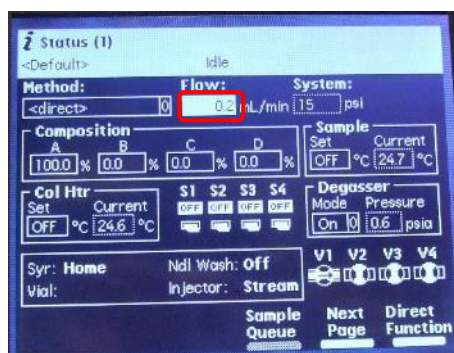 i Status (1)
<Default> Idle
Method: Flow: System:
<direct> 0 0.2 mL/min 15 psi
Composition Sample
A B C D Set Current
100.0 % 0.0 % 0.0 % 0.0 % OFF °C 24.7 °C
Col Htr S1 S2 S3 S4 Degasser
Set Current OFF OFF OFF OFF Mode Pressure
OFF °C 24.6 °C On 0 0.6 psia
Syr: Home Ndl Wash: Off V1 V2 V3 V4
Vial: Injector: Stream
Sample Next Direct
Queue Page Function